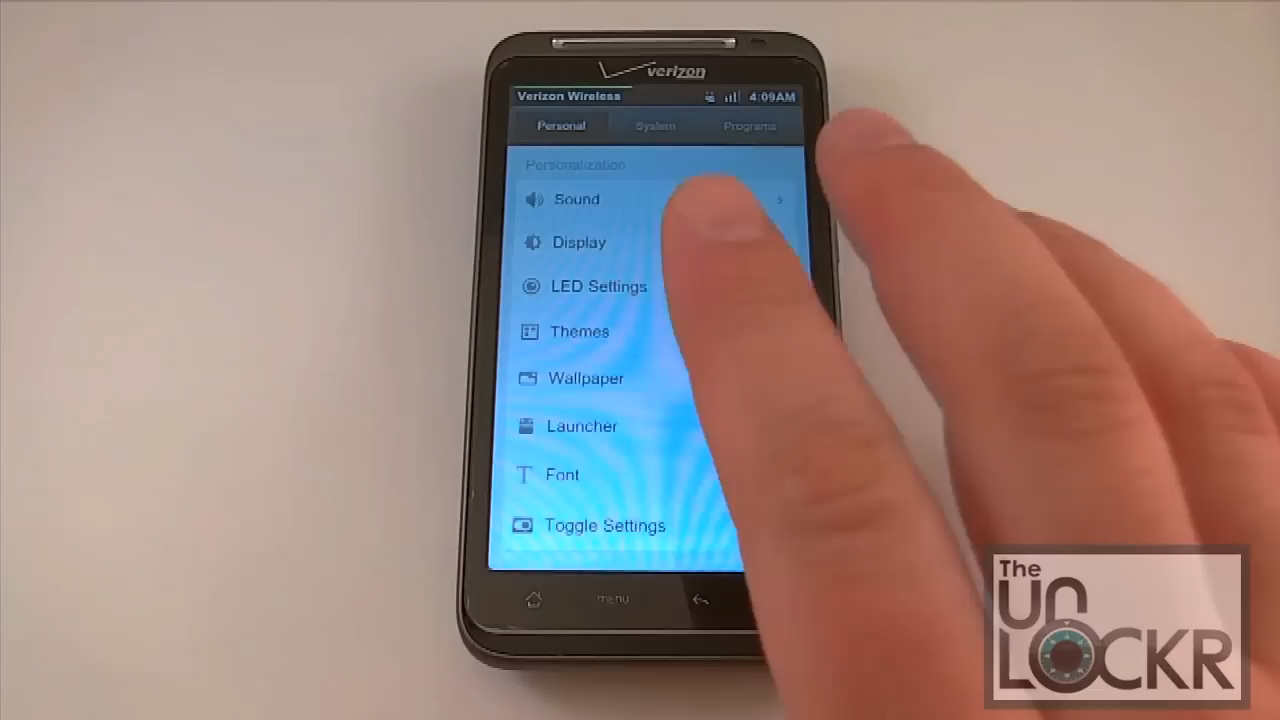 verizon
Verizon Wireless 4:09AM
Personal System Programs
Personalization
Sound
Display
LED Settings
Themes
Wallpaper
Launcher
Font
Toggle Settings
menu
The
UN
LOCKR